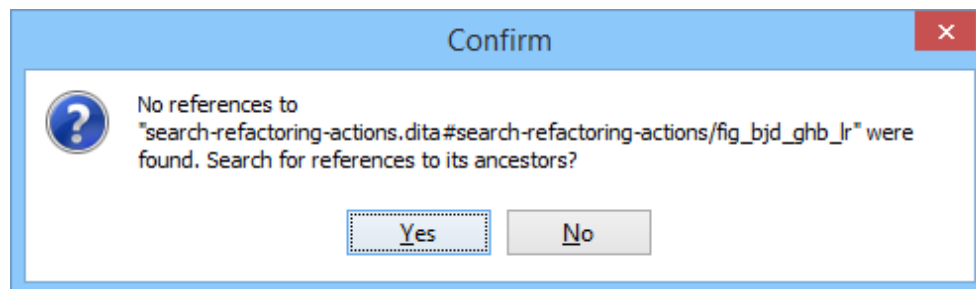 Confirm
×
?
No references to
"search-refactoring-actions.dita#search-refactoring-actions/fig_bjd_ghb_lr" were
found. Search for references to its ancestors?
Yes No